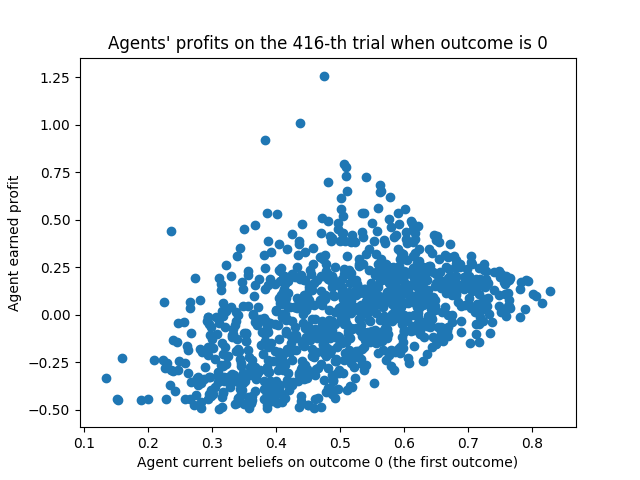 Agents' profits on the 416-th trial when outcome is 0
1.25
1.00
0.75
0.50
0.25
0.00
−0.25
−0.50
Agent earned profit
0.1 0.2 0.3 0.4 0.5 0.6 0.7 0.8
Agent current beliefs on outcome 0 (the first outcome)